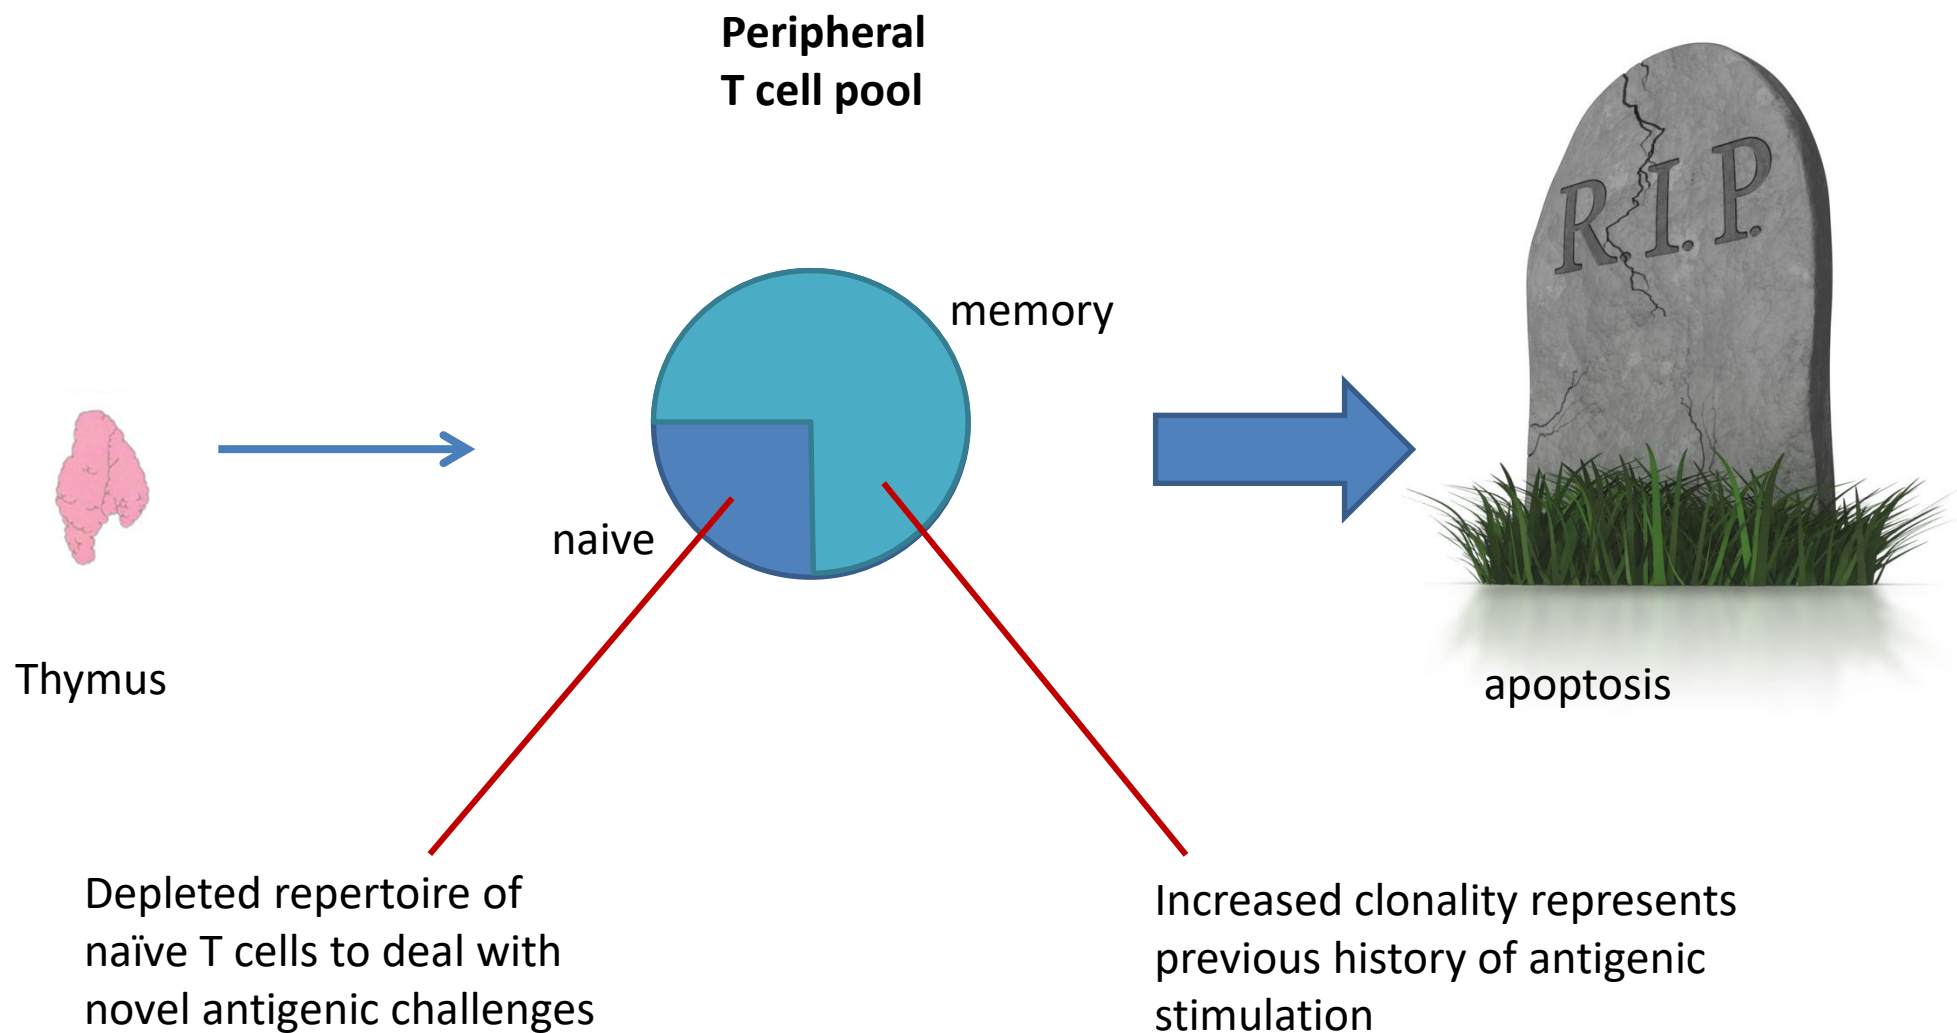 Peripheral
T cell pool
R.I.P.
memory
naive
Thymus
apoptosis
Depleted repertoire of
naïve T cells to deal with
novel antigenic challenges
Increased clonality represents
previous history of antigenic
stimulation